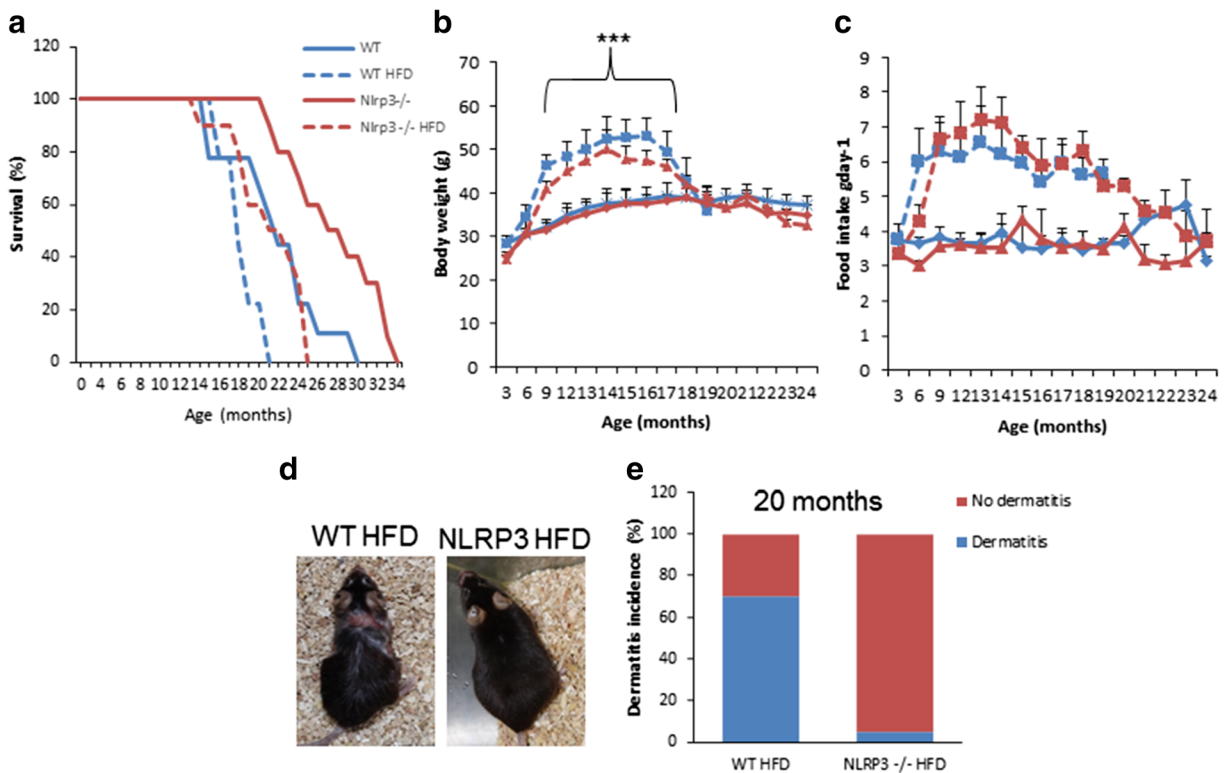 a
120
100
80
60
40
20
0
Survival (%)
0 2 4 6 8 10 12 14 16 18 20 22 24 26 28 30 32 34
Age (months)
WT
WT HFD
Nlrp3-/-
Nlrp3 -/- HFD
b
***
70
60
50
40
30
20
10
0
Body weight (g)
3 6 9 12 13 14 15 16 17 18 19 20 21 22 23 24
Age (months)
c
9
8
7
6
5
4
3
2
1
0
Food intake gday-1
3 6 9 12 13 14 15 16 17 18 19 20 21 22 23 24
Age (months)
d
WT HFD
NLRP3 HFD
e
20 months
120
100
80
60
40
20
0
Dermatitis incidence (%)
WT HFD
NLRP3 -/- HFD
No dermatitis
Dermatitis